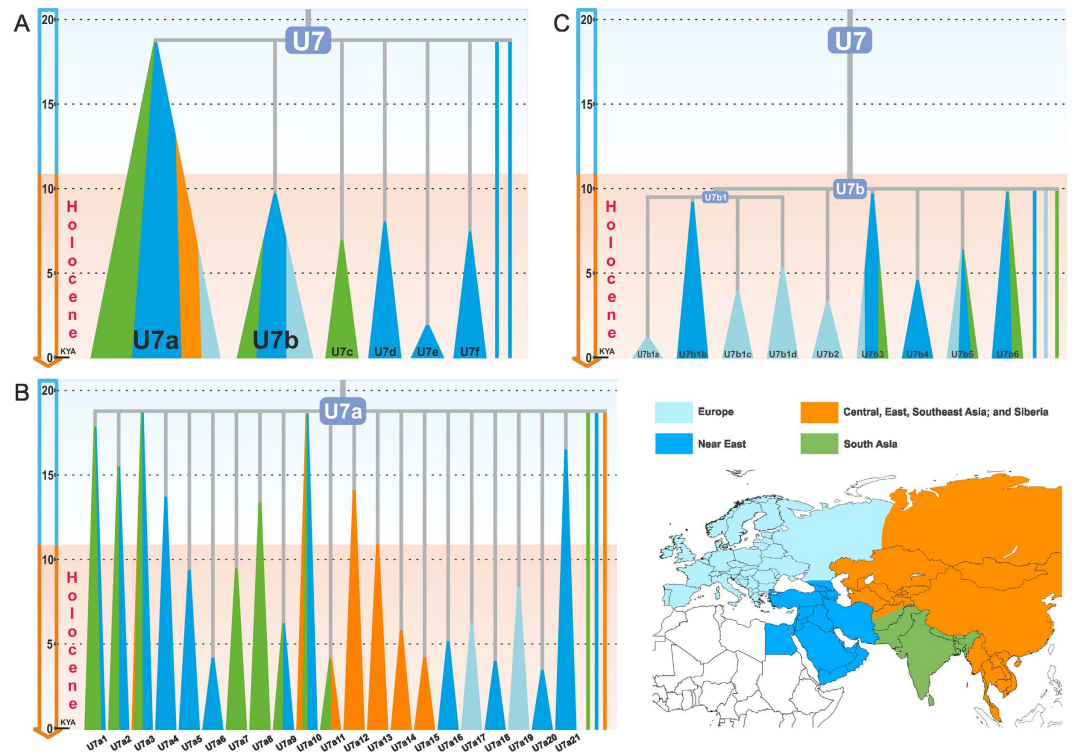 A
20
15
10
5
0
KYA
Holocene
U7
U7a
U7b
U7c
U7d
U7e
U7f
C
20
15
10
5
0
KYA
Holocene
U7
U7b
U7b1
U7b1a
U7b1b
U7b1c
U7b1d
U7b2
U7b3
U7b4
U7b5
U7b6
B
20
15
10
5
0
KYA
Holocene
U7a
U7a1
U7a2
U7a3
U7a4
U7a5
U7a6
U7a7
U7a8
U7a9
U7a10
U7a11
U7a12
U7a13
U7a14
U7a15
U7a16
U7a17
U7a18
U7a19
U7a20
U7a21
Europe
Near East
Central, East, Southeast Asia; and Siberia
South Asia